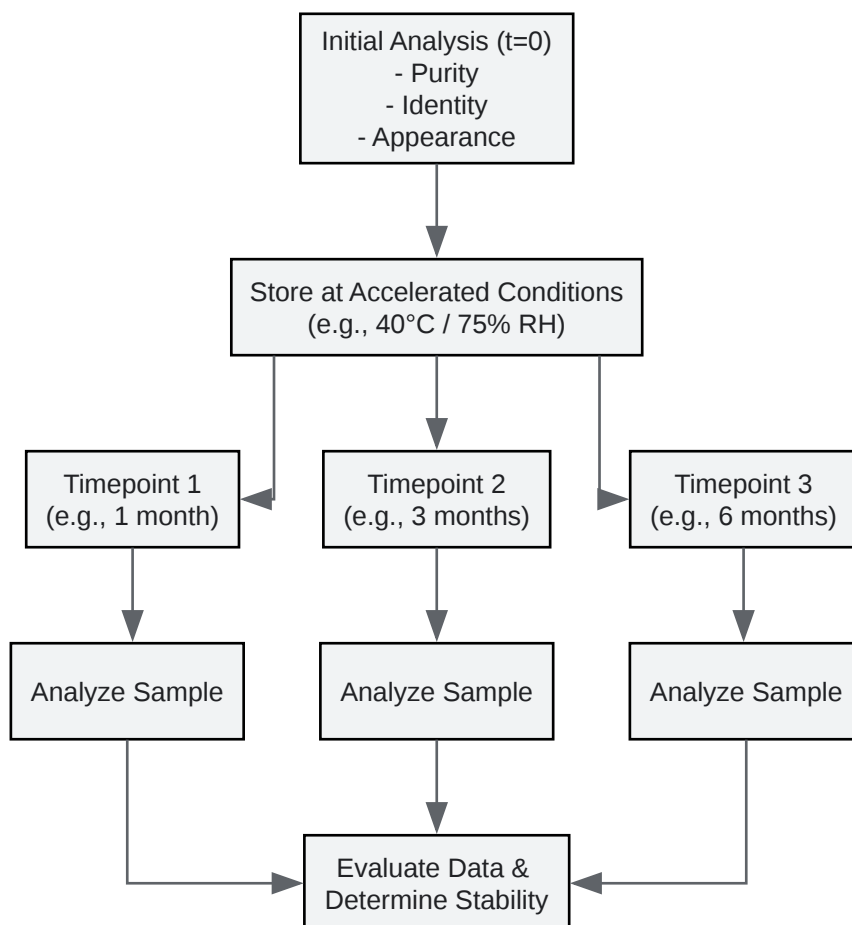 Initial Analysis (t=0)
- Purity
- Identity
- Appearance
Store at Accelerated Conditions
(e.g., 40°C / 75% RH)
Timepoint 1
(e.g., 1 month)
Timepoint 2
(e.g., 3 months)
Timepoint 3
(e.g., 6 months)
Analyze Sample
Analyze Sample
Analyze Sample
Evaluate Data &
Determine Stability